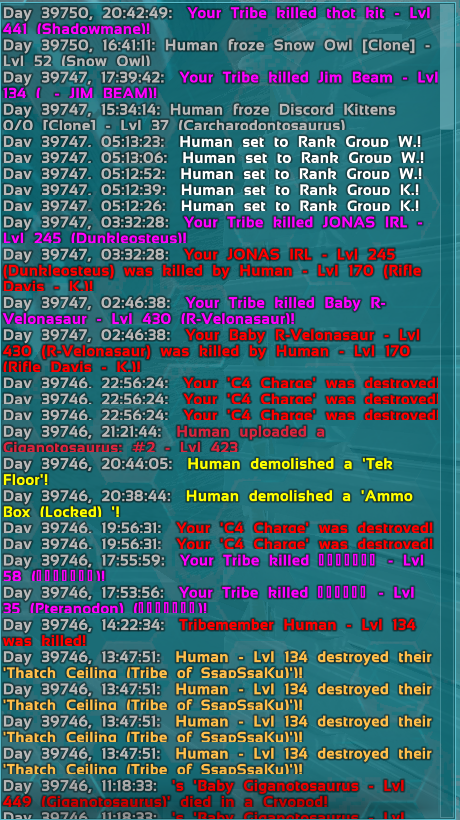 Day 39750, 20:42:49: Your Tribe killed thot kit - Lvl
441 (Shadowmane)!
Day 39750, 16:41:11: Human froze Snow Owl [Clone] -
Lvl 52 (Snow Owl)
Day 39747, 17:39:42: Your Tribe killed Jim Beam - Lvl
134 ( - JIM BEAM)!
Day 39747, 15:34:14: Human froze Discord Kittens
O/O [Clone] - Lvl 37 (Carcharodontosaurus)
Day 39747, 05:13:23: Human set to Rank Group W.!
Day 39747, 05:13:06: Human set to Rank Group W.!
Day 39747, 05:12:52: Human set to Rank Group W.!
Day 39747, 05:12:39: Human set to Rank Group K.!
Day 39747, 05:12:26: Human set to Rank Group K.!
Day 39747, 03:32:28: Your Tribe killed JONAS IRL -
Lvl 245 (Dunkleosteus)!
Day 39747, 03:32:28: Your JONAS IRL - Lvl 245
(Dunkleosteus) was killed by Human - Lvl 170 (Rifle
Davis - K.)!
Day 39747, 02:46:38: Your Tribe killed Baby R-
Velonasaur - Lvl 430 (R-Velonasaur)!
Day 39747, 02:46:38: Your Baby R-Velonasaur - Lvl
430 (R-Velonasaur) was killed by Human - Lvl 170
(Rifle Davis - K.)!
Day 39746, 22:56:24: Your 'C4 Charge' was destroyed
Day 39746, 22:56:24: Your 'C4 Charge' was destroyed
Day 39746, 22:56:24: Your 'C4 Charge' was destroyed
Day 39746, 21:21:44: Human uploaded a
Giganotosaurus: #2 - Lvl 423
Day 39746, 20:44:05: Human demolished a 'Tek
Floor'!
Day 39746, 20:38:44: Human demolished a 'Ammo
Box (Locked) '!
Day 39746, 19:56:31: Your 'C4 Charge' was destroyed!
Day 39746, 19:56:31: Your 'C4 Charge' was destroyed!
Day 39746, 17:55:59: Your Tribe killed - Lvl
58 ()!
Day 39746, 17:53:56: Your Tribe killed - Lvl
35 (Pteranodon) ()!
Day 39746, 14:22:34: Tribemember Human - Lvl 134
was killed!
Day 39746, 13:47:51: Human - Lvl 134 destroyed their
'Thatch Ceiling (Tribe of SsapSsaKu)'!
Day 39746, 13:47:51: Human - Lvl 134 destroyed their
'Thatch Ceiling (Tribe of SsapSsaKu)'!
Day 39746, 13:47:51: Human - Lvl 134 destroyed their
'Thatch Ceiling (Tribe of SsapSsaKu)'!
Day 39746, 13:47:51: Human - Lvl 134 destroyed their
'Thatch Ceiling (Tribe of SsapSsaKu)'!
Day 39746, 11:18:33: 's 'Baby Giganotosaurus - Lvl
449 (Giganotosaurus)' died in a Cryopod!
Day 39746, 11:18:33: 's 'Baby Giganotosaurus - Lvl